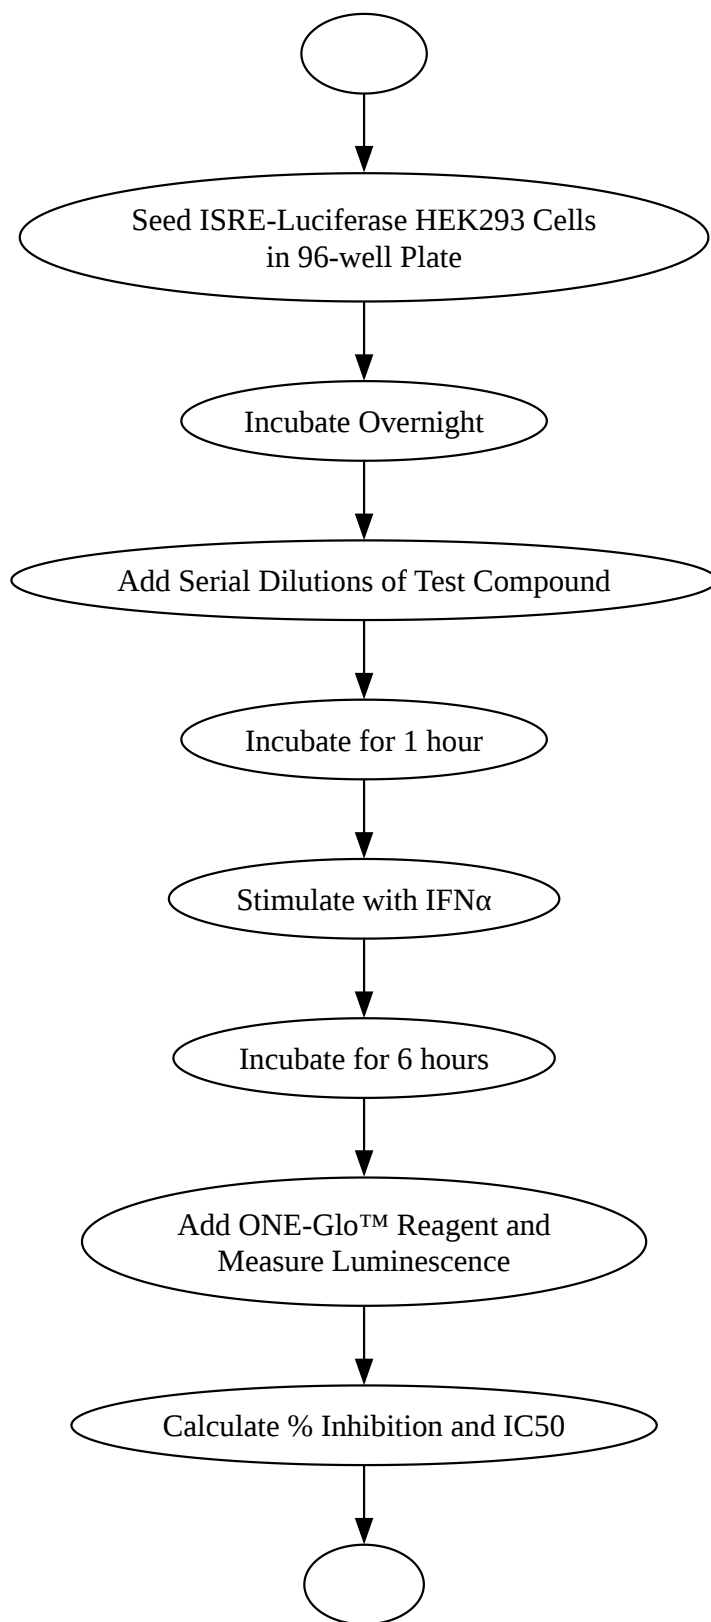 Seed ISRE-Luciferase HEK293 Cells
in 96-well Plate
Incubate Overnight
Add Serial Dilutions of Test Compound
Incubate for 1 hour
Stimulate with IFNα
Incubate for 6 hours
Add ONE-Glo™ Reagent and
Measure Luminescence
Calculate % Inhibition and IC50